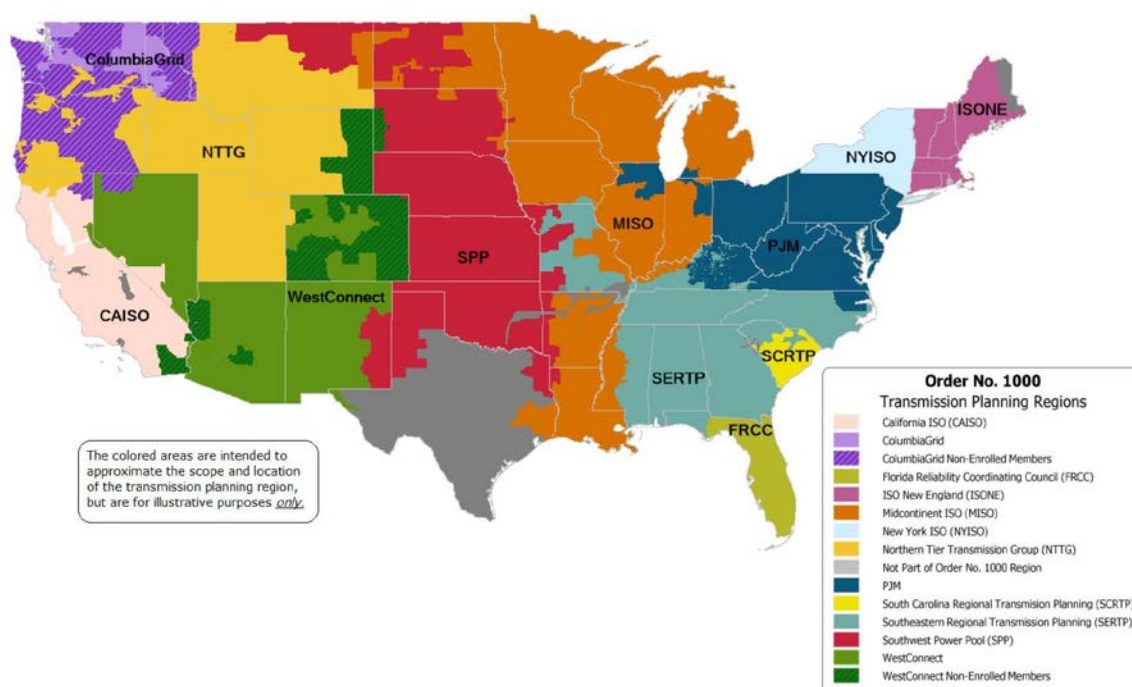 ColumbiaGrid
ISONE
NTTG
NYISO
MISO
PJM
SPP
WestConnect
CAISO
SCRTP
SERTP
FRCC
The colored areas are intended to
approximate the scope and location
of the transmission planning region,
but are for illustrative purposes only.
Order No. 1000
Transmission Planning Regions
California ISO (CAISO)
ColumbiaGrid
ColumbiaGrid Non-Enrolled Members
Florida Reliability Coordinating Council (FRCC)
ISO New England (ISONE)
Midcontinent ISO (MISO)
New York ISO (NYISO)
Northern Tier Transmission Group (NTTG)
Not Part of Order No. 1000 Region
PJM
South Carolina Regional Transmision Planning (SCRTP)
Southeastern Regional Transmission Planning (SERTP)
Southwest Power Pool (SPP)
WestConnect
WestConnect Non-Enrolled Members